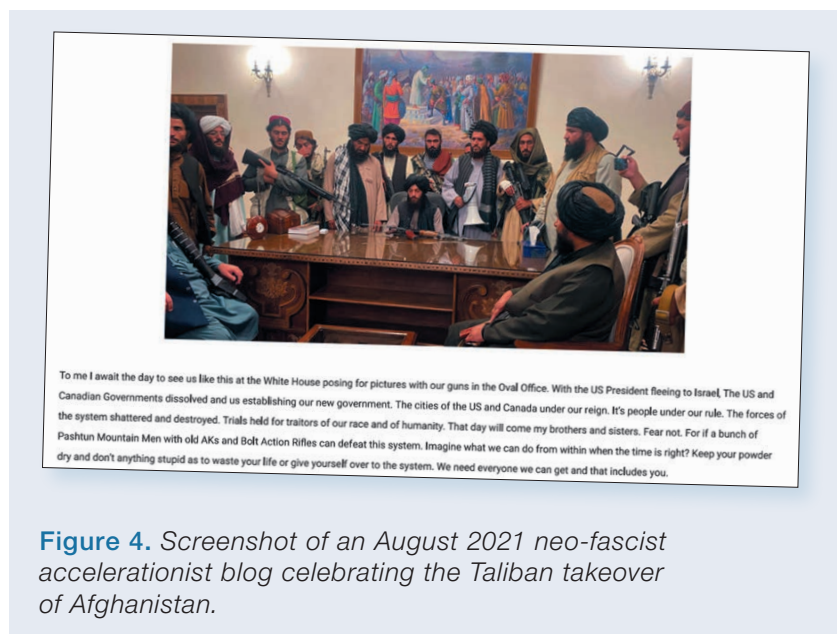 To me I await the day to see us like this at the White House posing for pictures with our guns in the Oval Office. With the US President fleeing to Israel, The US and
Canadian Governments dissolved and us establishing our new government. The cities of the US and Canada under our reign. It's people under our rule. The forces of
the system shattered and destroyed. Trials held for traitors of our race and of humanity. That day will come my brothers and sisters. Fear not. For if a bunch of
Pashtun Mountain Men with old AKs and Bolt Action Rifles can defeat this system. Imagine what we can do from within when the time is right? Keep your powder
dry and don't anything stupid as to waste your life or give yourself over to the system. We need everyone we can get and that includes you.
Figure 4. Screenshot of an August 2021 neo-fascist
accelerationist blog celebrating the Taliban takeover
of Afghanistan.